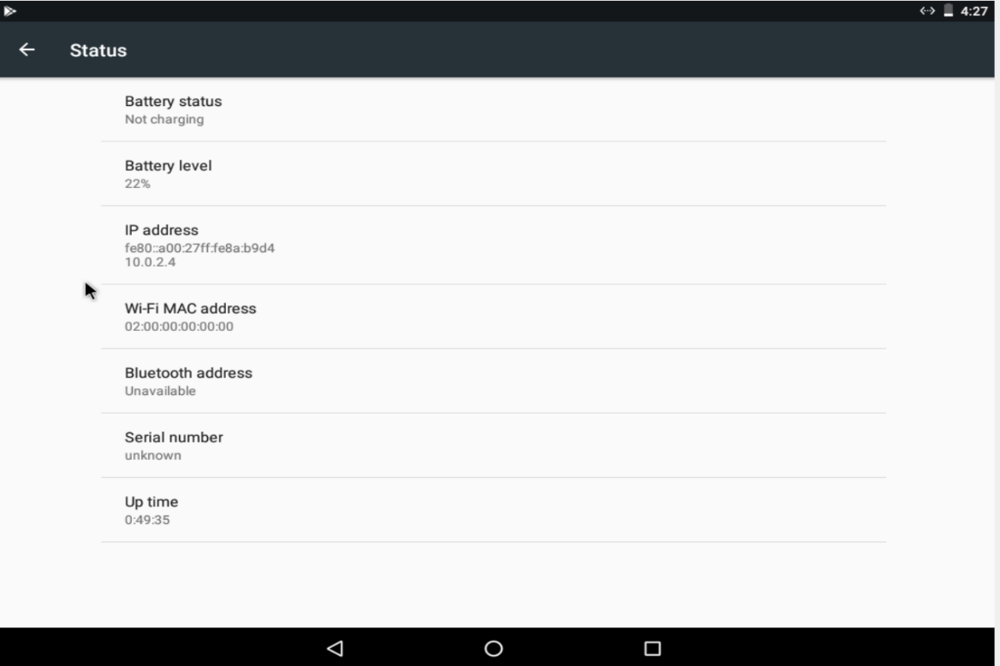 4:27
Status
Battery status
Not charging
Battery level
22%
IP address
fe80::a00:27ff:fe8a:b9d4
10.0.2.4
Wi-Fi MAC address
02:00:00:00:00:00
Bluetooth address
Unavailable
Serial number
unknown
Up time
0:49:35